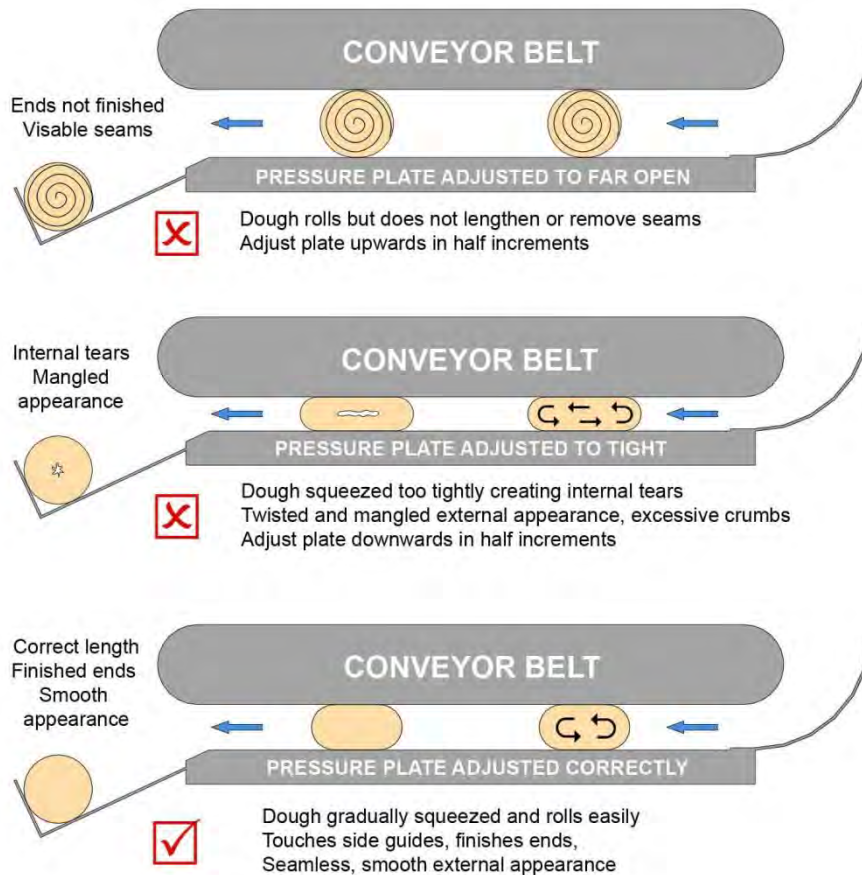 CONVEYOR BELT
Ends not finished
Visable seams
PRESSURE PLATE ADJUSTED TO FAR OPEN
Dough rolls but does not lengthen or remove seams
Adjust plate upwards in half increments
CONVEYOR BELT
Internal tears
Mangled
appearance
PRESSURE PLATE ADJUSTED TO TIGHT
Dough squeezed too tightly creating internal tears
Twisted and mangled external appearance, excessive crumbs
Adjust plate downwards in half increments
CONVEYOR BELT
Correct length
Finished ends
Smooth
appearance
PRESSURE PLATE ADJUSTED CORRECTLY
Dough gradually squeezed and rolls easily
Touches side guides, finishes ends,
Seamless, smooth external appearance